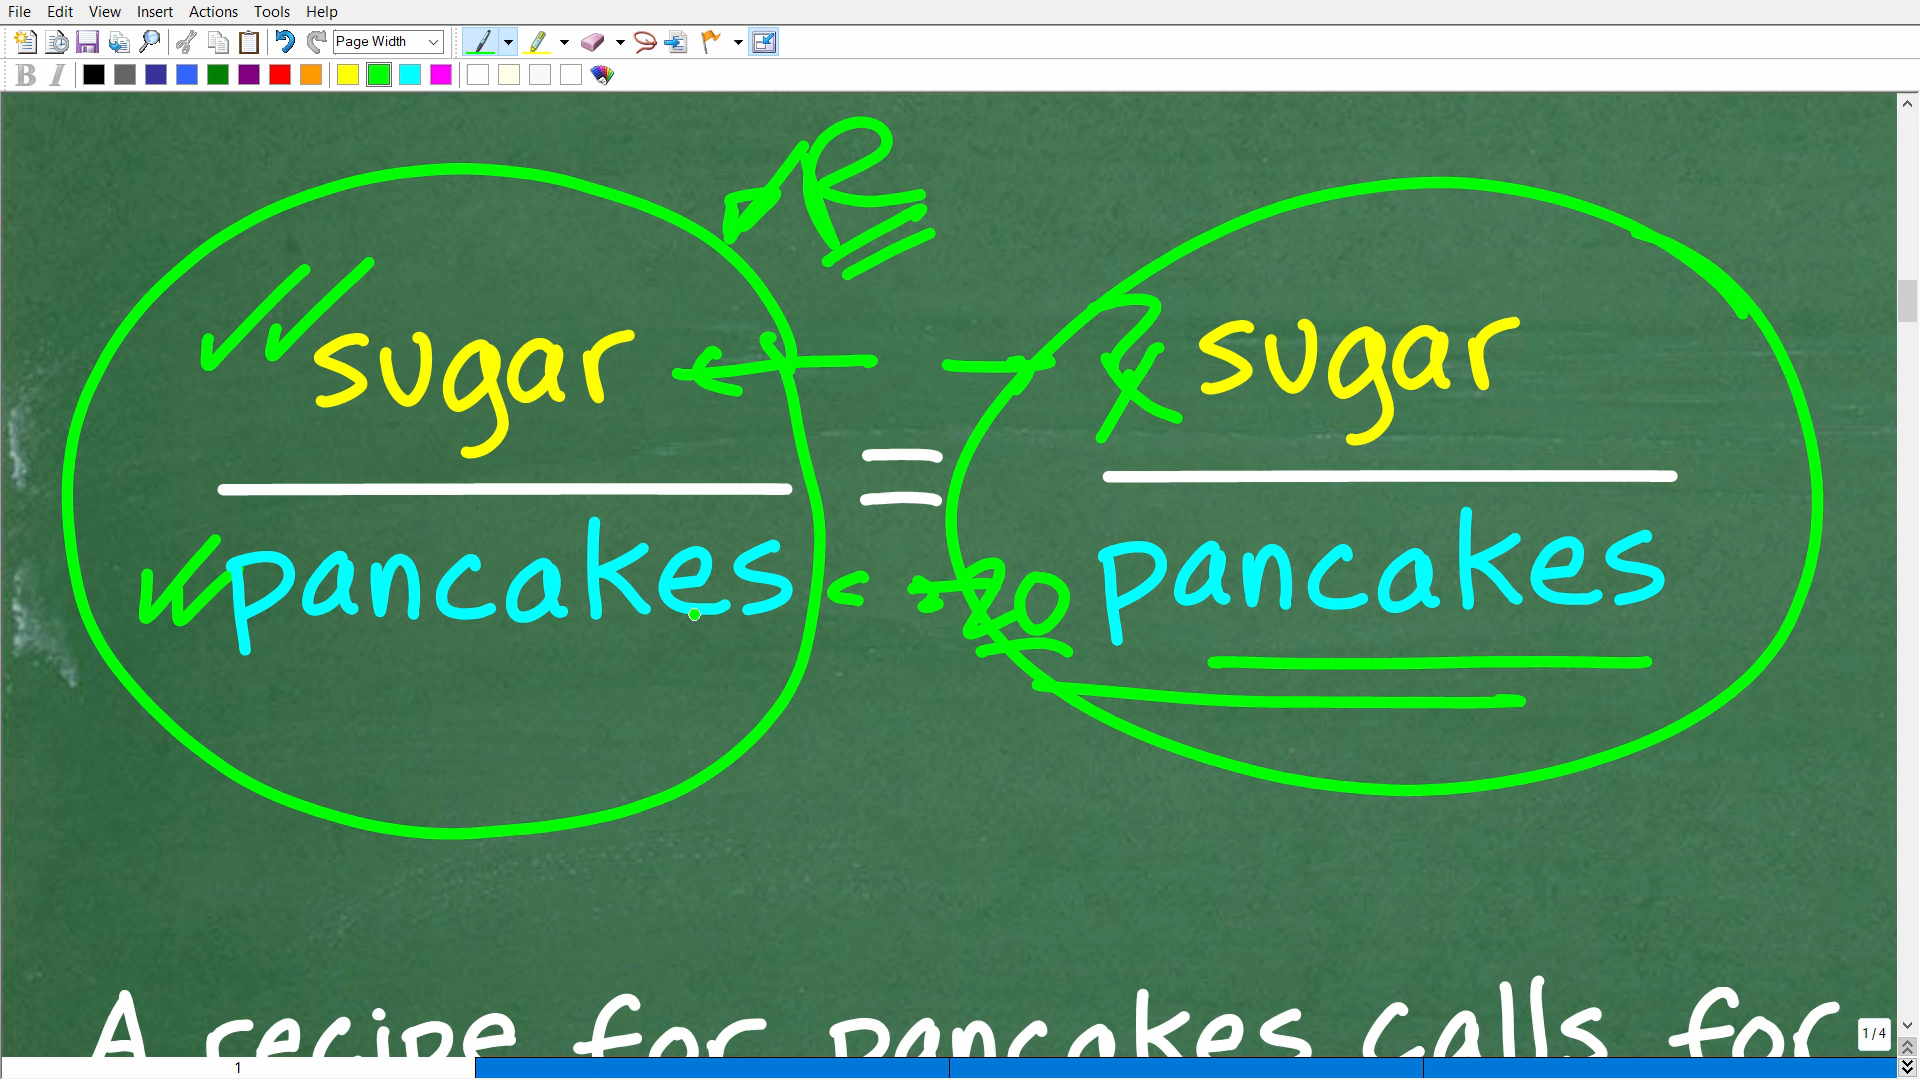 File Edit View Insert Actions Tools Help
Page Width
B I
R
sugar = x sugar
pancakes 20 pancakes
A recipe for pancakes calls for
1 / 4
1